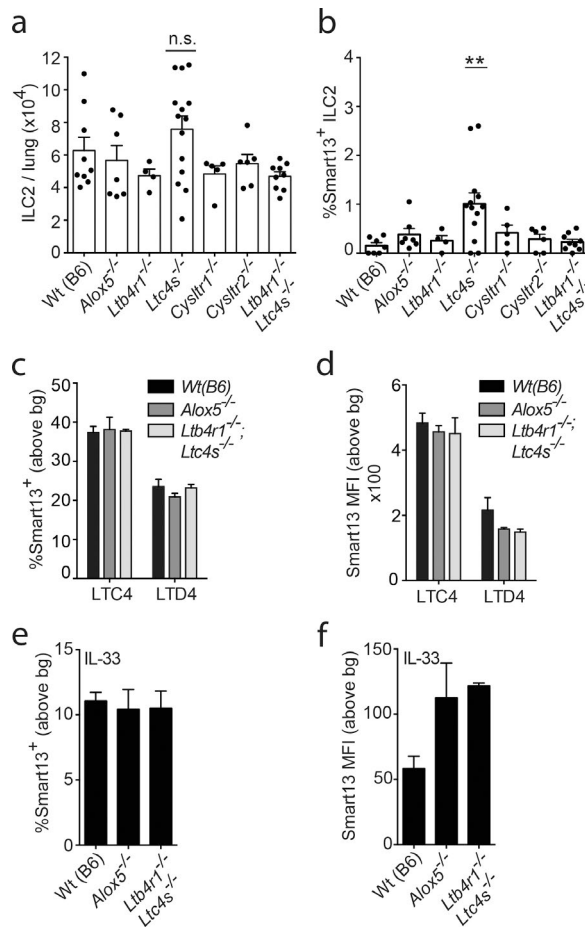 a
n.s.
ILC2 / lung (x10⁴)
12
10
8
6
4
2
0
Wt (B6)
Alox5⁻/⁻
Ltb4r1⁻/⁻
Ltc4s⁻/⁻
Cysltr1⁻/⁻
Cysltr2⁻/⁻
Ltb4r1⁻/⁻
Ltc4s⁻/⁻
b
**
%Smart13⁺ ILC2
4
3
2
1
0
Wt (B6)
Alox5⁻/⁻
Ltb4r1⁻/⁻
Ltc4s⁻/⁻
Cysltr1⁻/⁻
Cysltr2⁻/⁻
Ltb4r1⁻/⁻
Ltc4s⁻/⁻
c
Wt(B6)
Alox5⁻/⁻
Ltb4r1⁻/⁻;
Ltc4s⁻/⁻
%Smart13⁺ (above bg)
50
40
30
20
10
0
LTC4
LTD4
d
Wt(B6)
Alox5⁻/⁻
Ltb4r1⁻/⁻;
Ltc4s⁻/⁻
Smart13 MFI (above bg)
x100
6
4
2
0
LTC4
LTD4
e
IL-33
%Smart13⁺ (above bg)
15
10
5
0
Wt (B6)
Alox5⁻/⁻
Ltb4r1⁻/⁻
Ltc4s⁻/⁻
f
IL-33
Smart13 MFI (above bg)
150
100
50
0
Wt (B6)
Alox5⁻/⁻
Ltb4r1⁻/⁻
Ltc4s⁻/⁻